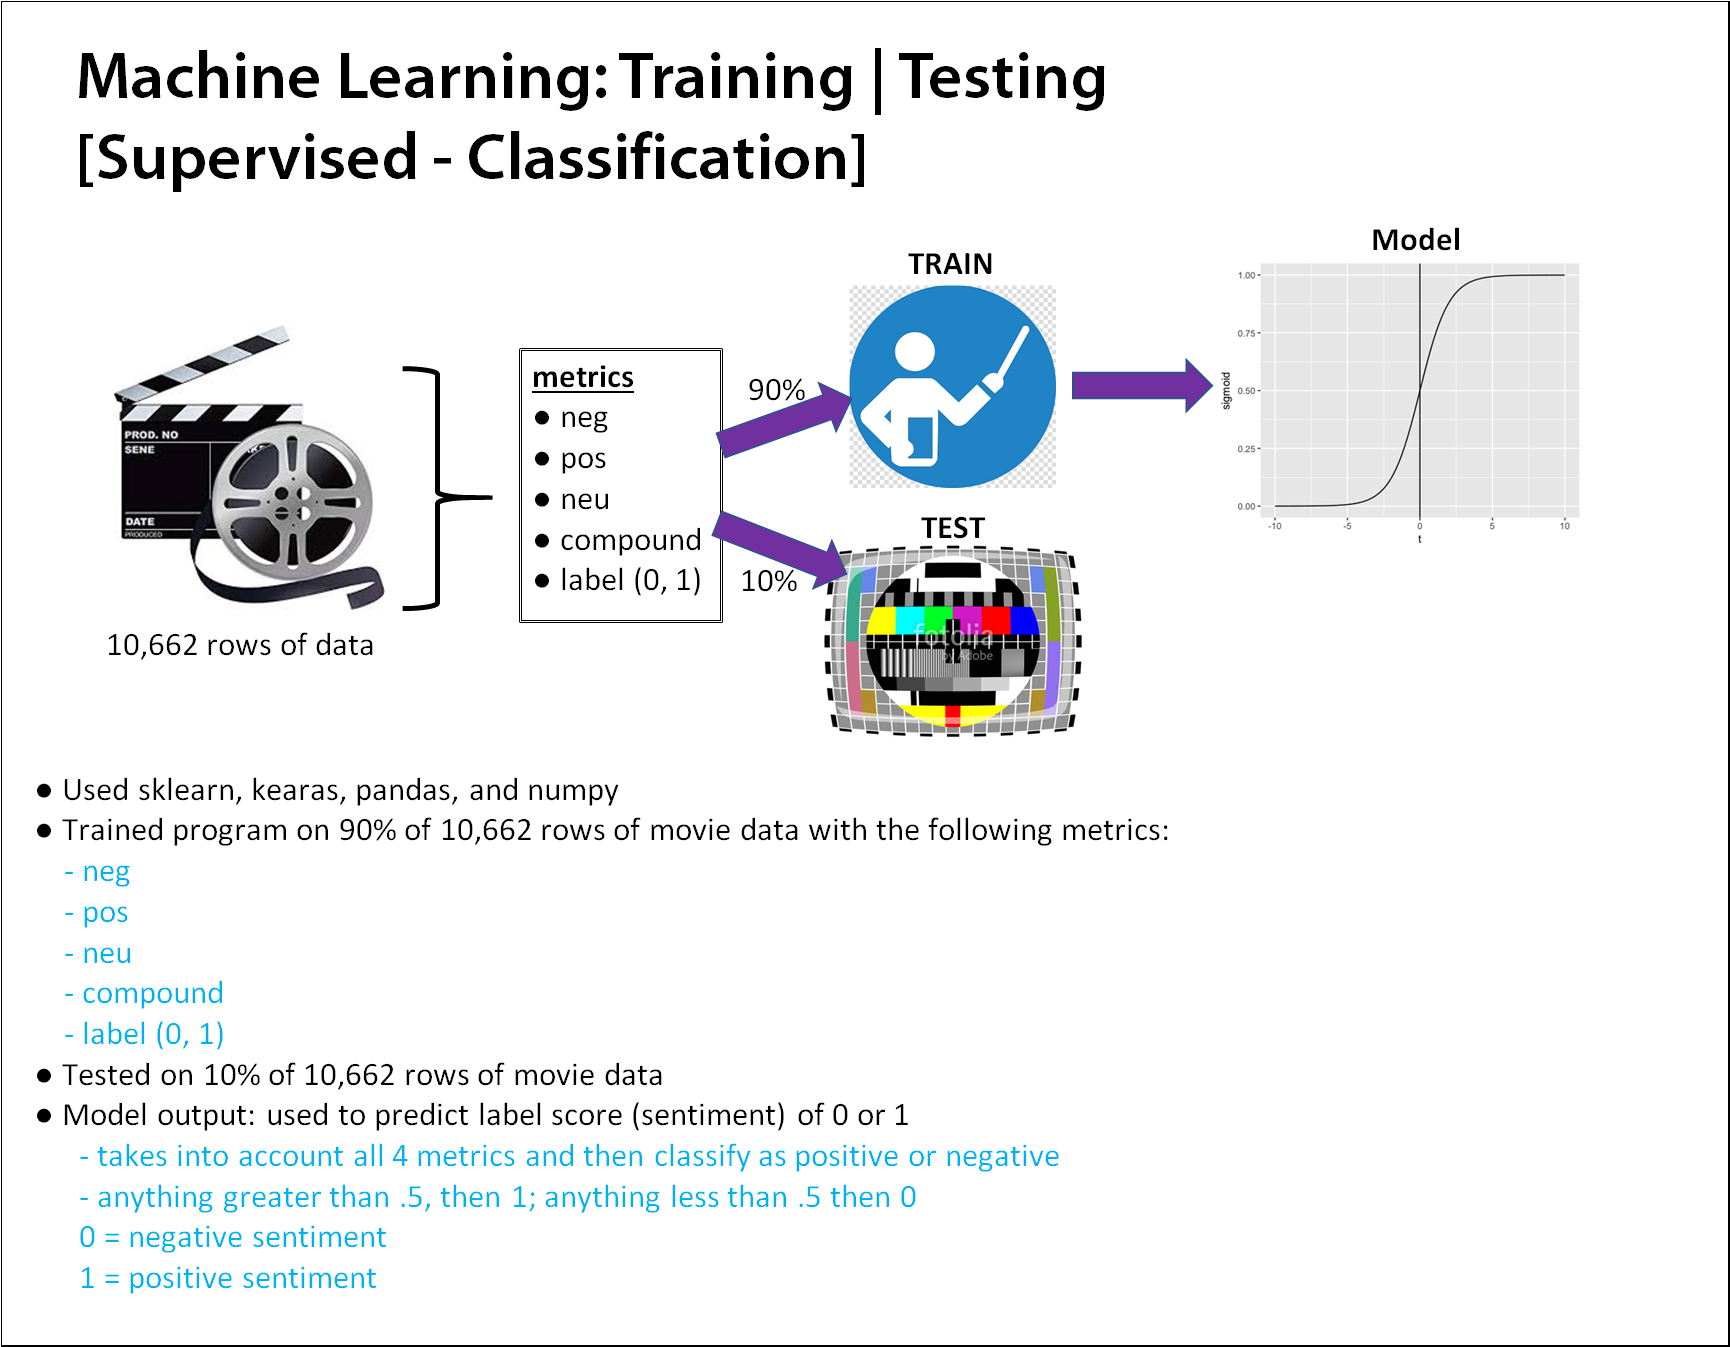 Machine Learning: Training | Testing
[Supervised - Classification]
Model
TRAIN
1.00
0.75
0.50
0.25
0.00
sigmoid
-10
-5
0
5
10
t
PROD. NO
SENE
DATE
PRODUCED
10,662 rows of data
metrics
● neg
● pos
● neu
● compound
● label (0, 1)
90%
10%
TEST
fotolia
by Adobe
● Used sklearn, kearas, pandas, and numpy
● Trained program on 90% of 10,662 rows of movie data with the following metrics:
- neg
- pos
- neu
- compound
- label (0, 1)
● Tested on 10% of 10,662 rows of movie data
● Model output: used to predict label score (sentiment) of 0 or 1
- takes into account all 4 metrics and then classify as positive or negative
- anything greater than .5, then 1; anything less than .5 then 0
0 = negative sentiment
1 = positive sentiment